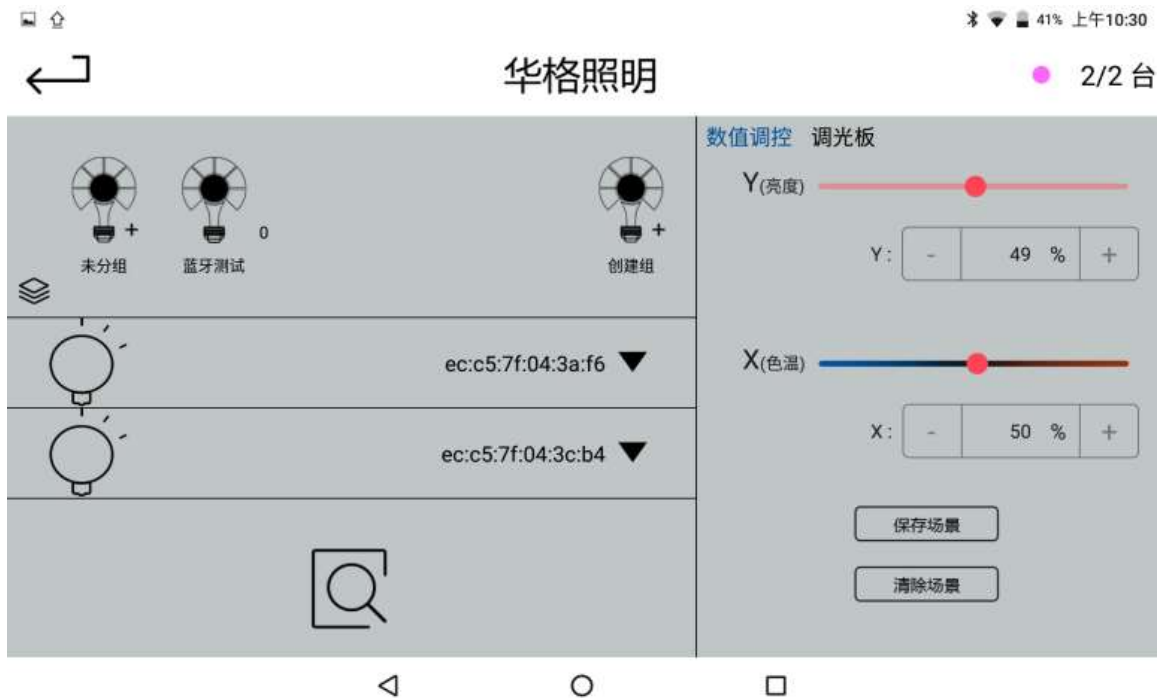 41% 上午10:30
华格照明
2/2 台
数值调控 调光板
+ 0 +
未分组 蓝牙测试 创建组
Y(亮度)
Y : - 49 % +
ec:c5:7f:04:3a:f6
X(色温)
X : - 50 % +
ec:c5:7f:04:3c:b4
保存场景
清除场景